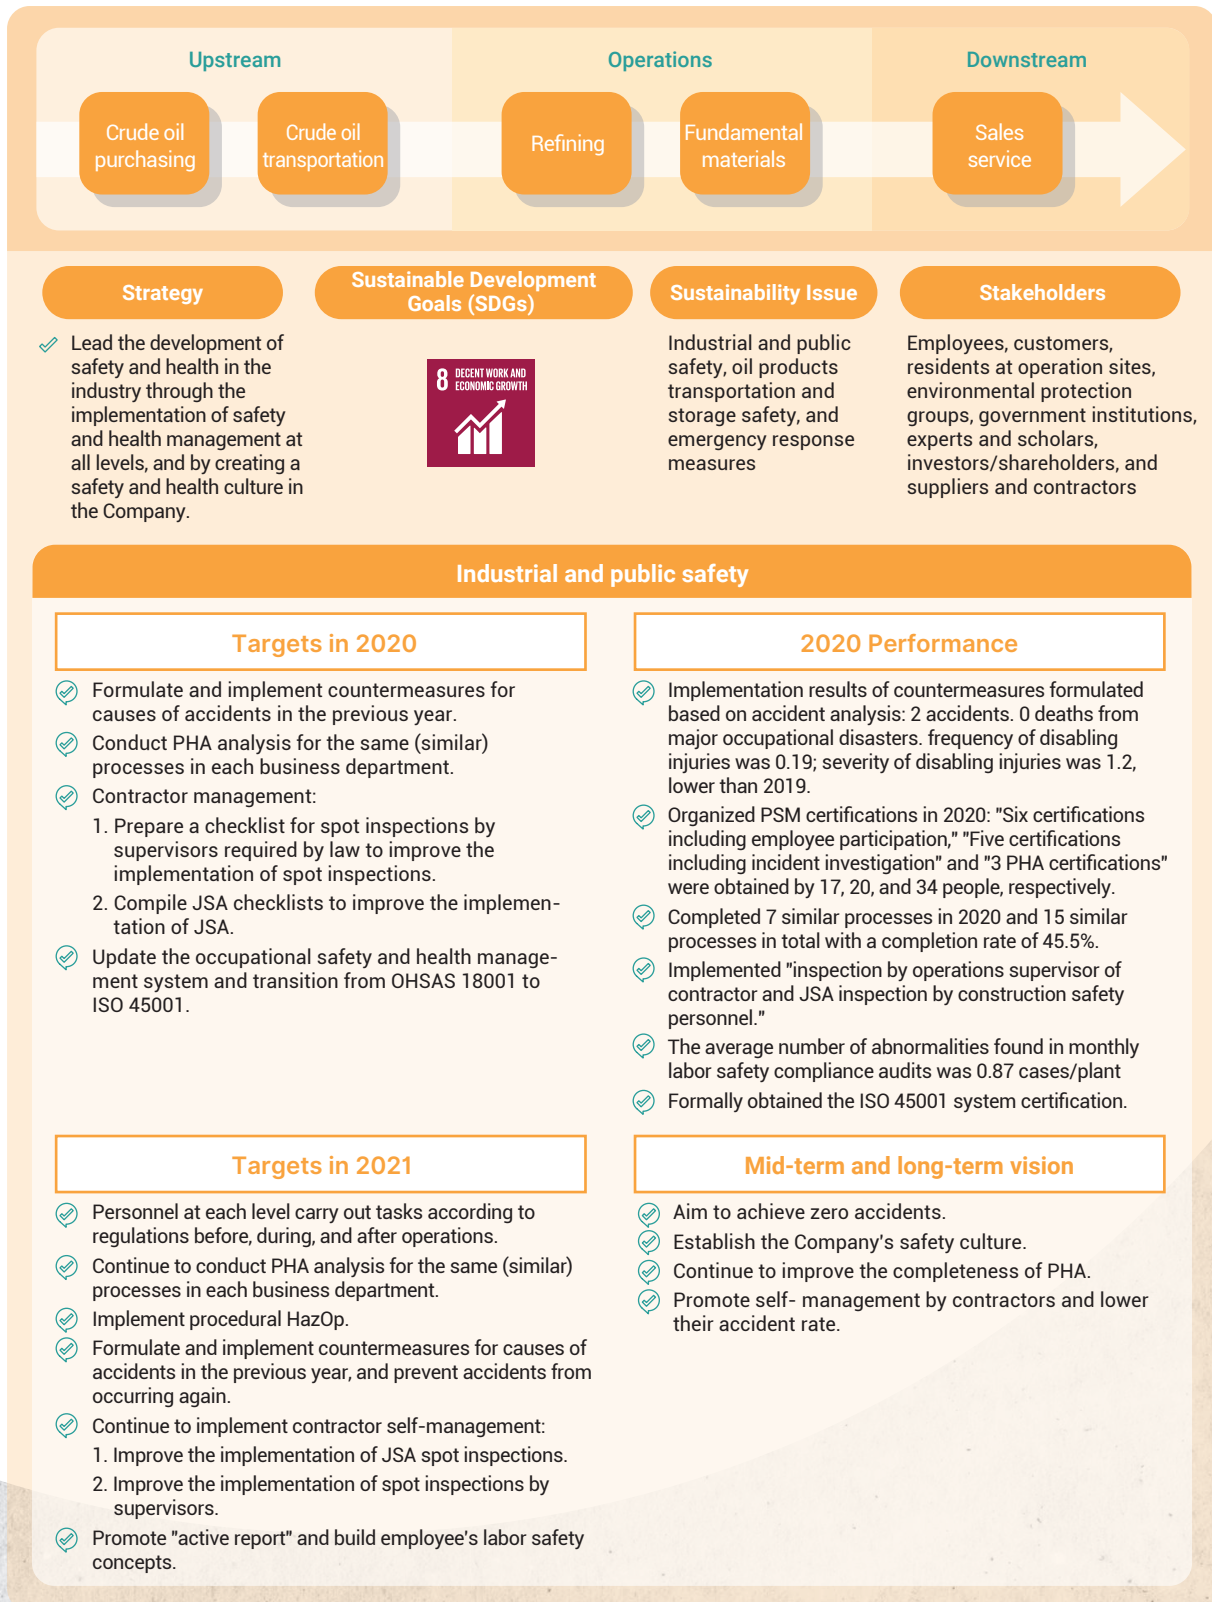 Upstream
Operations
Downstream
Crude oil
purchasing
Crude oil
transportation
Refining
Fundamental
materials
Sales
service
Strategy
Lead the development of
safety and health in the
industry through the
implementation of safety
and health management at
all levels, and by creating a
safety and health culture in
the Company.
Sustainable Development
Goals (SDGs)
8 DECENT WORK AND
ECONOMIC GROWTH
Sustainability Issue
Industrial and public
safety, oil products
transportation and
storage safety, and
emergency response
measures
Stakeholders
Employees, customers,
residents at operation sites,
environmental protection
groups, government institutions,
experts and scholars,
investors/shareholders, and
suppliers and contractors
Industrial and public safety
Targets in 2020
Formulate and implement countermeasures for
causes of accidents in the previous year.
Conduct PHA analysis for the same (similar)
processes in each business department.
Contractor management:
1. Prepare a checklist for spot inspections by
supervisors required by law to improve the
implementation of spot inspections.
2. Compile JSA checklists to improve the implemen-
tation of JSA.
Update the occupational safety and health manage-
ment system and transition from OHSAS 18001 to
ISO 45001.
2020 Performance
Implementation results of countermeasures formulated
based on accident analysis: 2 accidents. 0 deaths from
major occupational disasters. frequency of disabling
injuries was 0.19; severity of disabling injuries was 1.2,
lower than 2019.
Organized PSM certifications in 2020: "Six certifications
including employee participation," "Five certifications
including incident investigation" and "3 PHA certifications"
were obtained by 17, 20, and 34 people, respectively.
Completed 7 similar processes in 2020 and 15 similar
processes in total with a completion rate of 45.5%.
Implemented "inspection by operations supervisor of
contractor and JSA inspection by construction safety
personnel."
The average number of abnormalities found in monthly
labor safety compliance audits was 0.87 cases/plant
Formally obtained the ISO 45001 system certification.
Targets in 2021
Personnel at each level carry out tasks according to
regulations before, during, and after operations.
Continue to conduct PHA analysis for the same (similar)
processes in each business department.
Implement procedural HazOp.
Formulate and implement countermeasures for causes of
accidents in the previous year, and prevent accidents from
occurring again.
Continue to implement contractor self-management:
1. Improve the implementation of JSA spot inspections.
2. Improve the implementation of spot inspections by
supervisors.
Promote "active report" and build employee's labor safety
concepts.
Mid-term and long-term vision
Aim to achieve zero accidents.
Establish the Company's safety culture.
Continue to improve the completeness of PHA.
Promote self- management by contractors and lower
their accident rate.